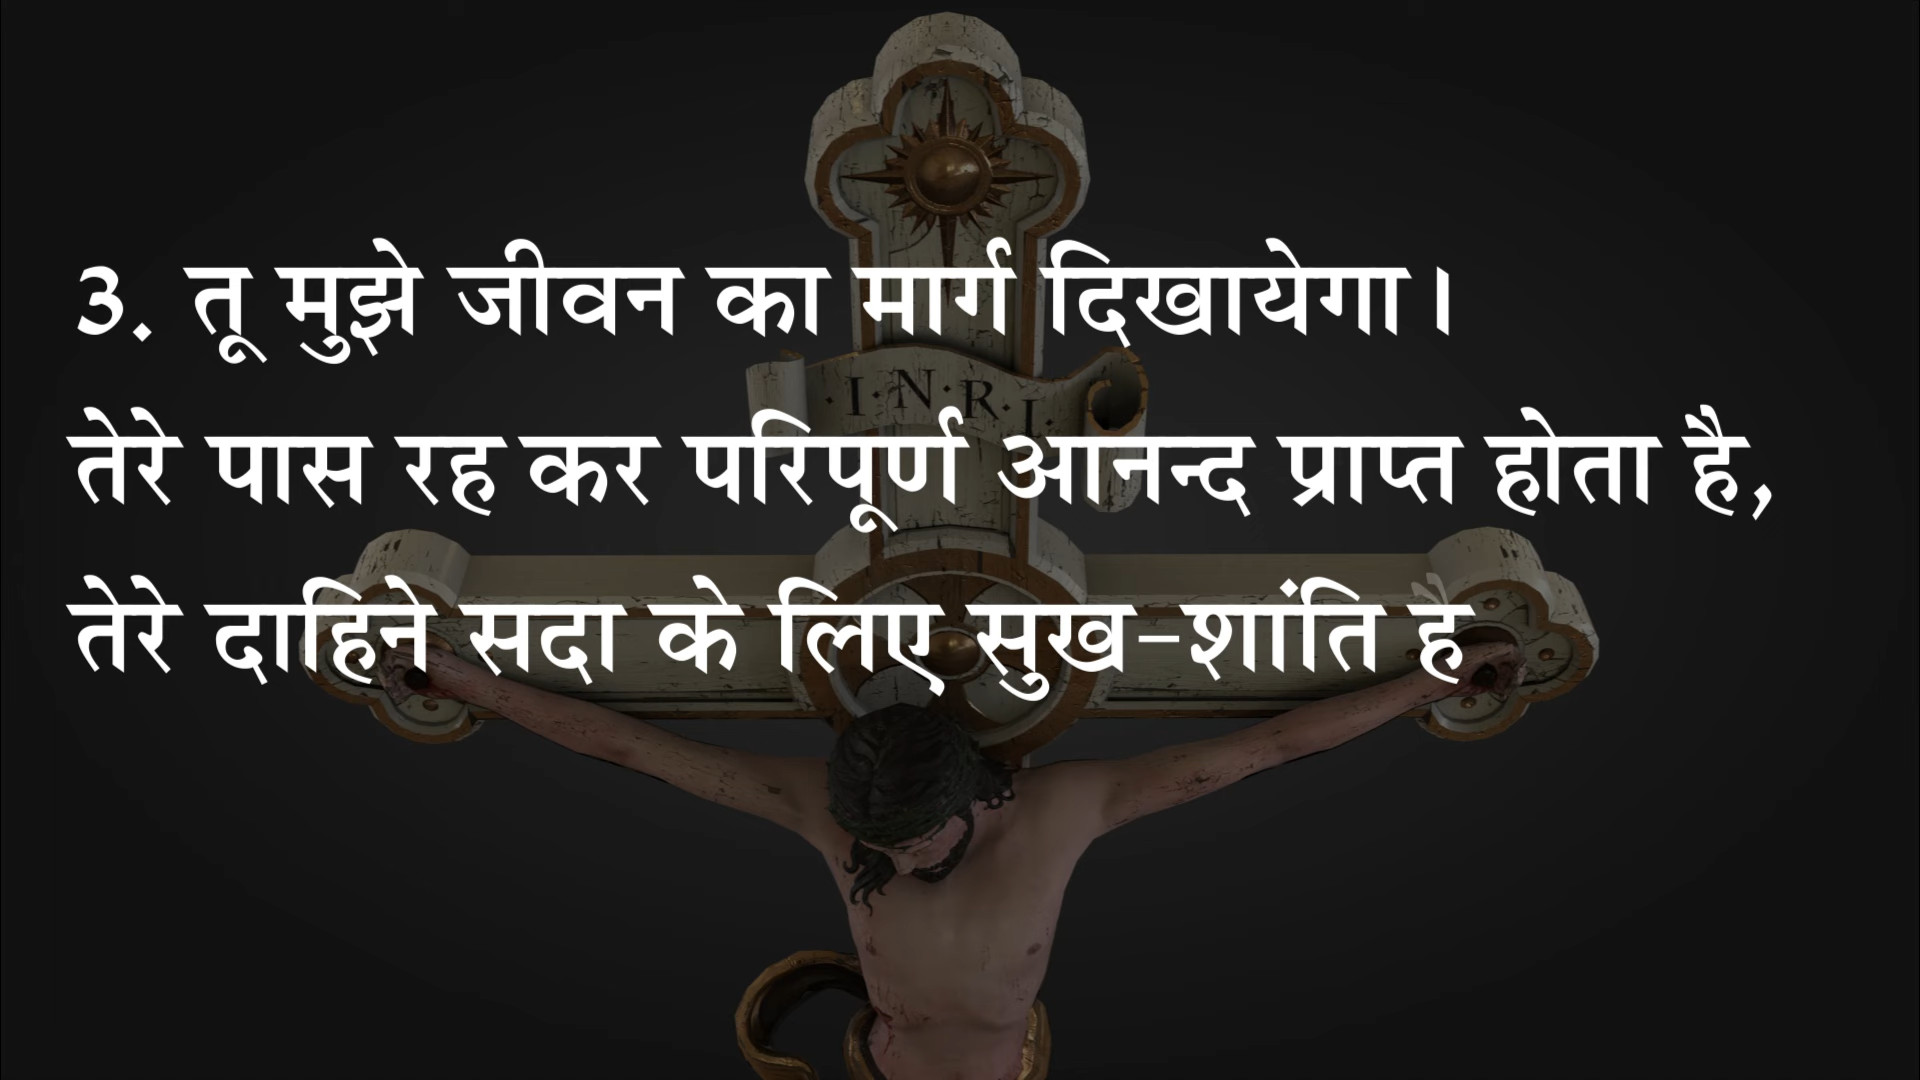 3. तू मुझे जीवन का मार्ग दिखायेगा।
·I·N·R·I·
तेरे पास रह कर परिपूर्ण आनन्द प्राप्त होता है,
तेरे दाहिने सदा के लिए सुख-शांति है